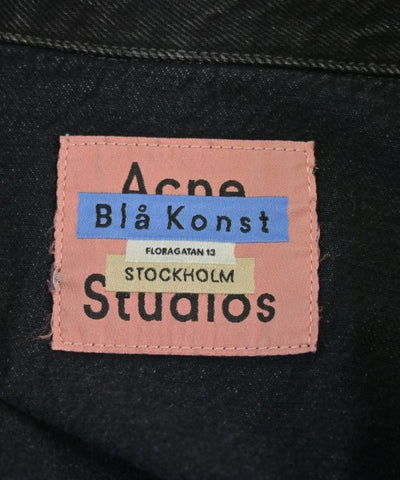 Acne
Blå Konst
FLORAGATAN 13
STOCKHOLM
Studios